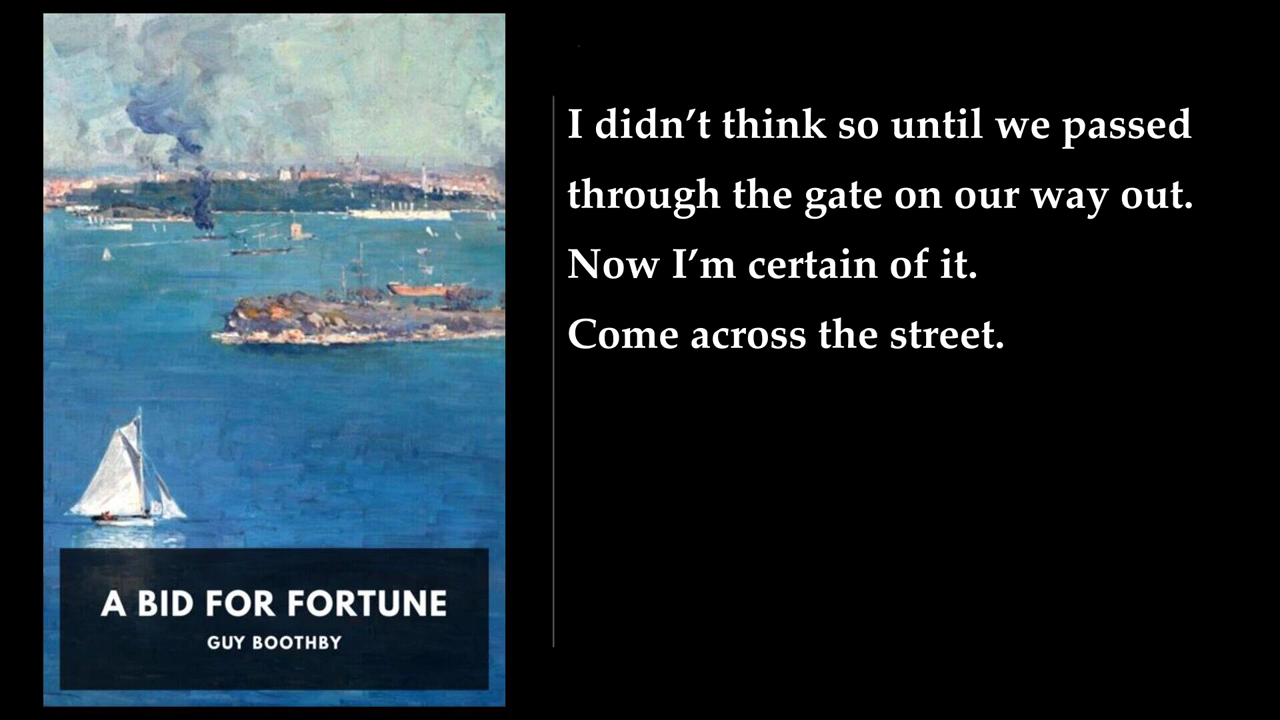 I didn’t think so until we passed
through the gate on our way out.
Now I’m certain of it.
Come across the street.
A BID FOR FORTUNE
GUY BOOTHBY